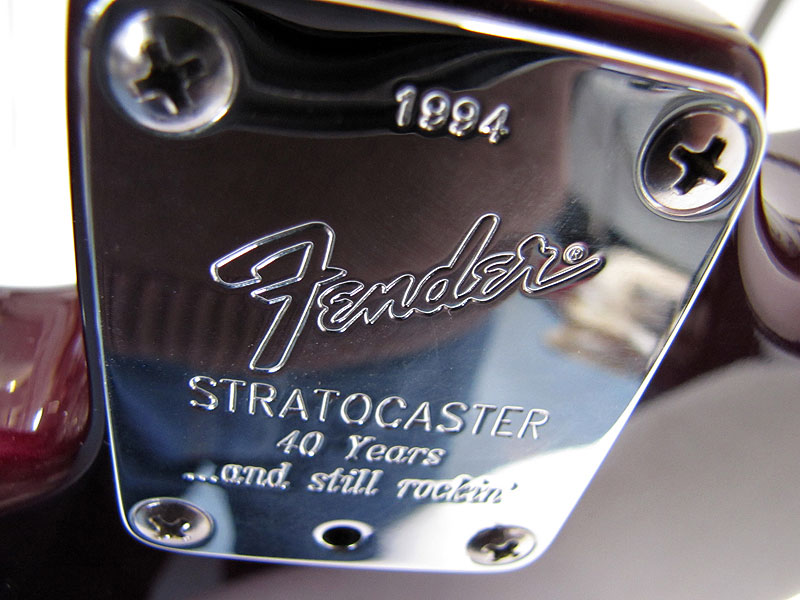 1994
Fender®
STRATOCASTER
40 Years
...and still rockin'